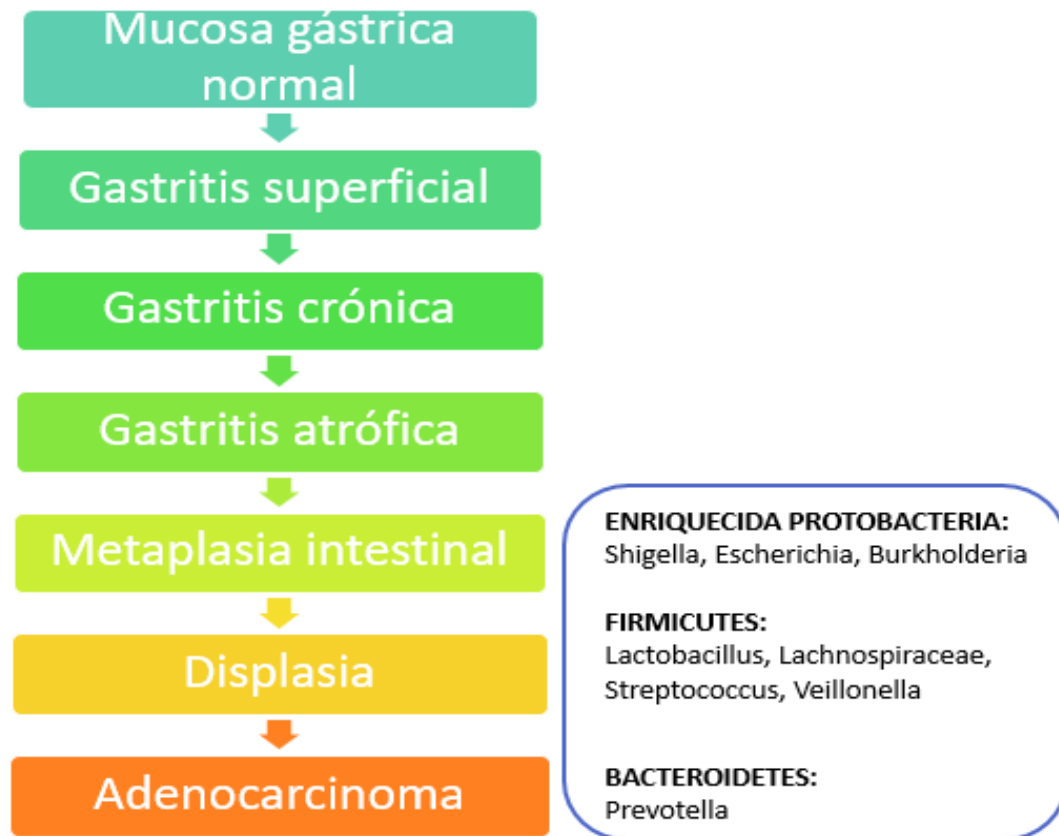 Mucosa gástrica
normal
Gastritis superficial
Gastritis crónica
Gastritis atrófica
Metaplasia intestinal
Displasia
Adenocarcinoma
ENRIQUECIDA PROTOBACTERIA:
Shigella, Escherichia, Burkholderia
FIRMICUTES:
Lactobacillus, Lachnospiraceae,
Streptococcus, Veillonella
BACTEROIDETES:
Prevotella